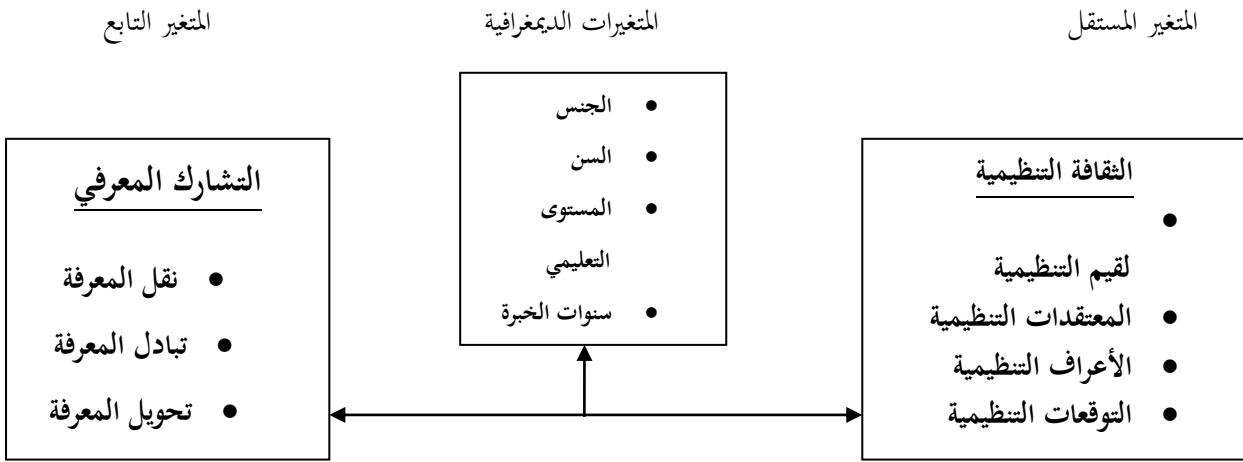 المتغير المستقل
المتغيرات الديمغرافية
المتغير التابع
الثقافة التنظيمية
●
لقيم التنظيمية
● المعتقدات التنظيمية
● الأعراف التنظيمية
● التوقعات التنظيمية
● الجنس
● السن
● المستوى
التعليمي
● سنوات الخبرة
التشارك المعرفي
● نقل المعرفة
● تبادل المعرفة
● تحويل المعرفة